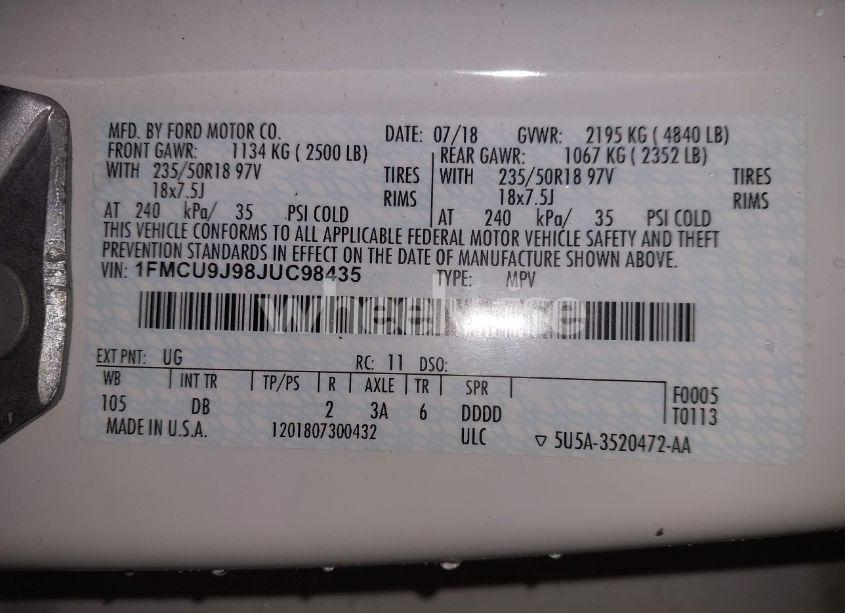 MFD. BY FORD MOTOR CO. DATE: 07/18 GVWR: 2195 KG ( 4840 LB)
FRONT GAWR: 1134 KG ( 2500 LB) REAR GAWR: 1067 KG ( 2352 LB)
WITH 235/50R18 97V TIRES WITH 235/50R18 97V TIRES
18x7.5J RIMS 18x7.5J RIMS
AT 240 kPa/ 35 PSI COLD AT 240 kPa/ 35 PSI COLD
THIS VEHICLE CONFORMS TO ALL APPLICABLE FEDERAL MOTOR VEHICLE SAFETY AND THEFT
PREVENTION STANDARDS IN EFFECT ON THE DATE OF MANUFACTURE SHOWN ABOVE.
VIN: 1FMCU9J98JUC98435 TYPE: MPV
EXT PNT: UG RC: 11 DSO:
WB INT TR TP/PS R AXLE TR SPR F0005
105 DB 2 3A 6 DDDD T0113
MADE IN U.S.A. 1201807300432 ULC ▽ 5U5A-3520472-AA